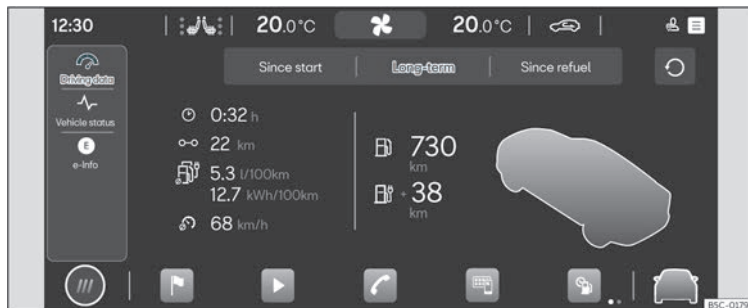 12:30 20.0°C 20.0°C
Driving data
Vehicle status
E
e-Info
Since start Long-term Since refuel
0:32 h
22 km
5.3 l/100km
12.7 kWh/100km
68 km/h
730
km
+38
km
B5C-0179